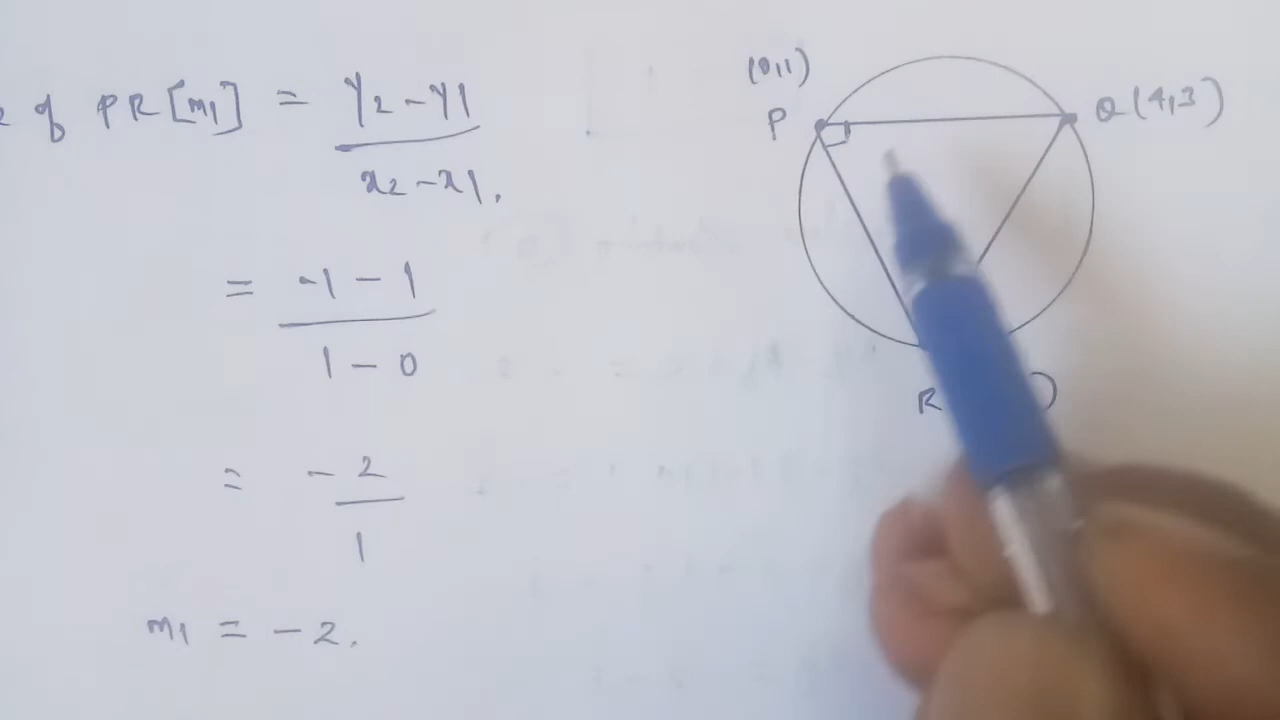 of PR [m1] = y2 - y1
x2 - x1.
= -1 - 1
1 - 0
= - 2
1
m1 = - 2.
(0,1)
P
Q (4,3)
R )